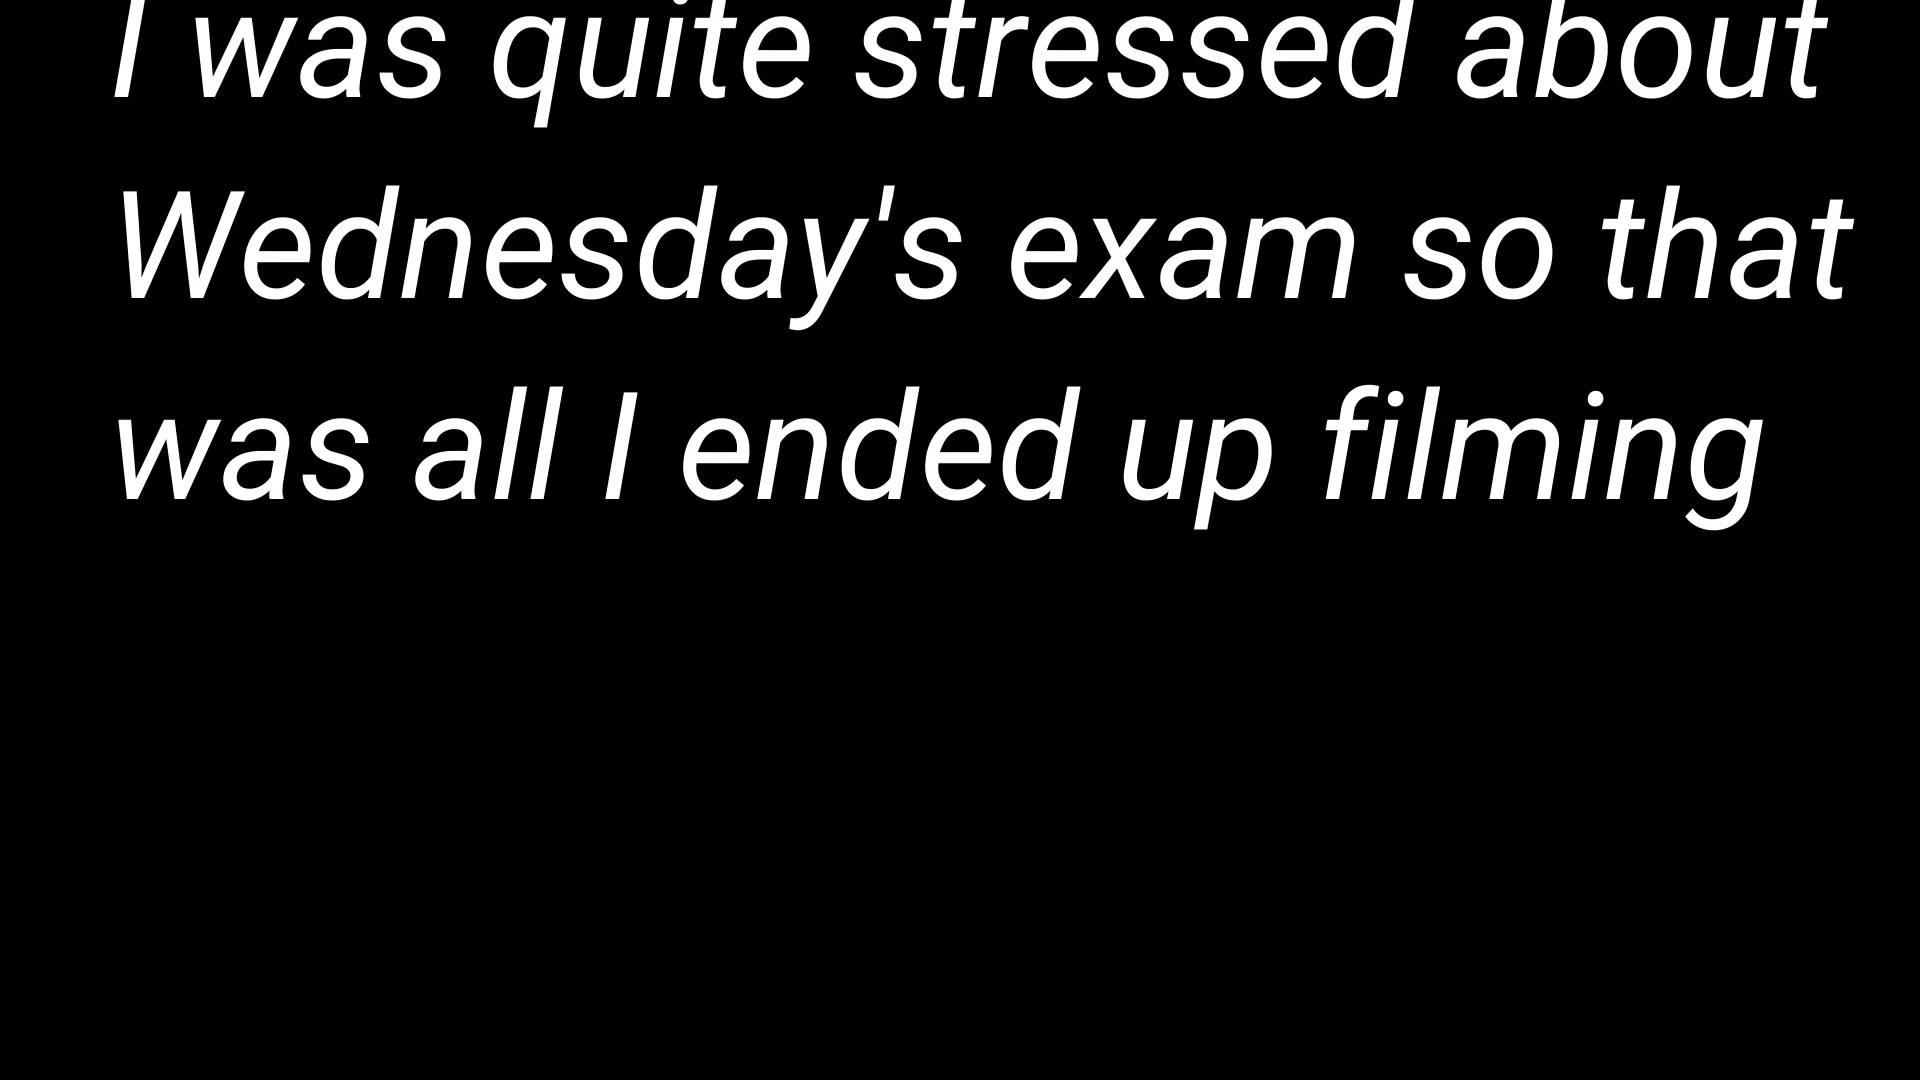 I was quite stressed about
Wednesday's exam so that
was all I ended up filming